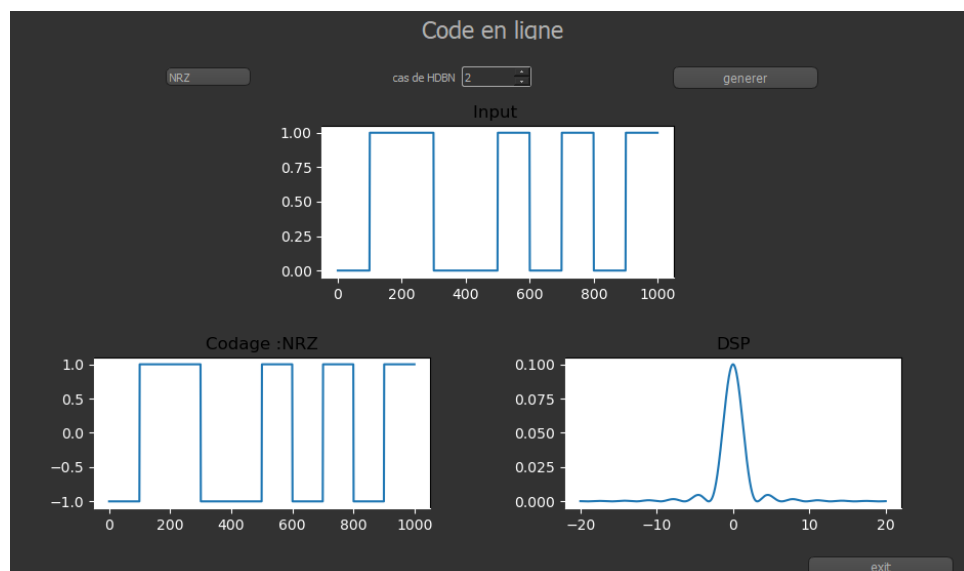 Code en ligne
NRZ cas de HDBN 2 generer
Input
1.00
0.75
0.50
0.25
0.00
0 200 400 600 800 1000
Codage :NRZ
1.0
0.5
0.0
−0.5
−1.0
0 200 400 600 800 1000
DSP
0.100
0.075
0.050
0.025
0.000
−20 −10 0 10 20
exit